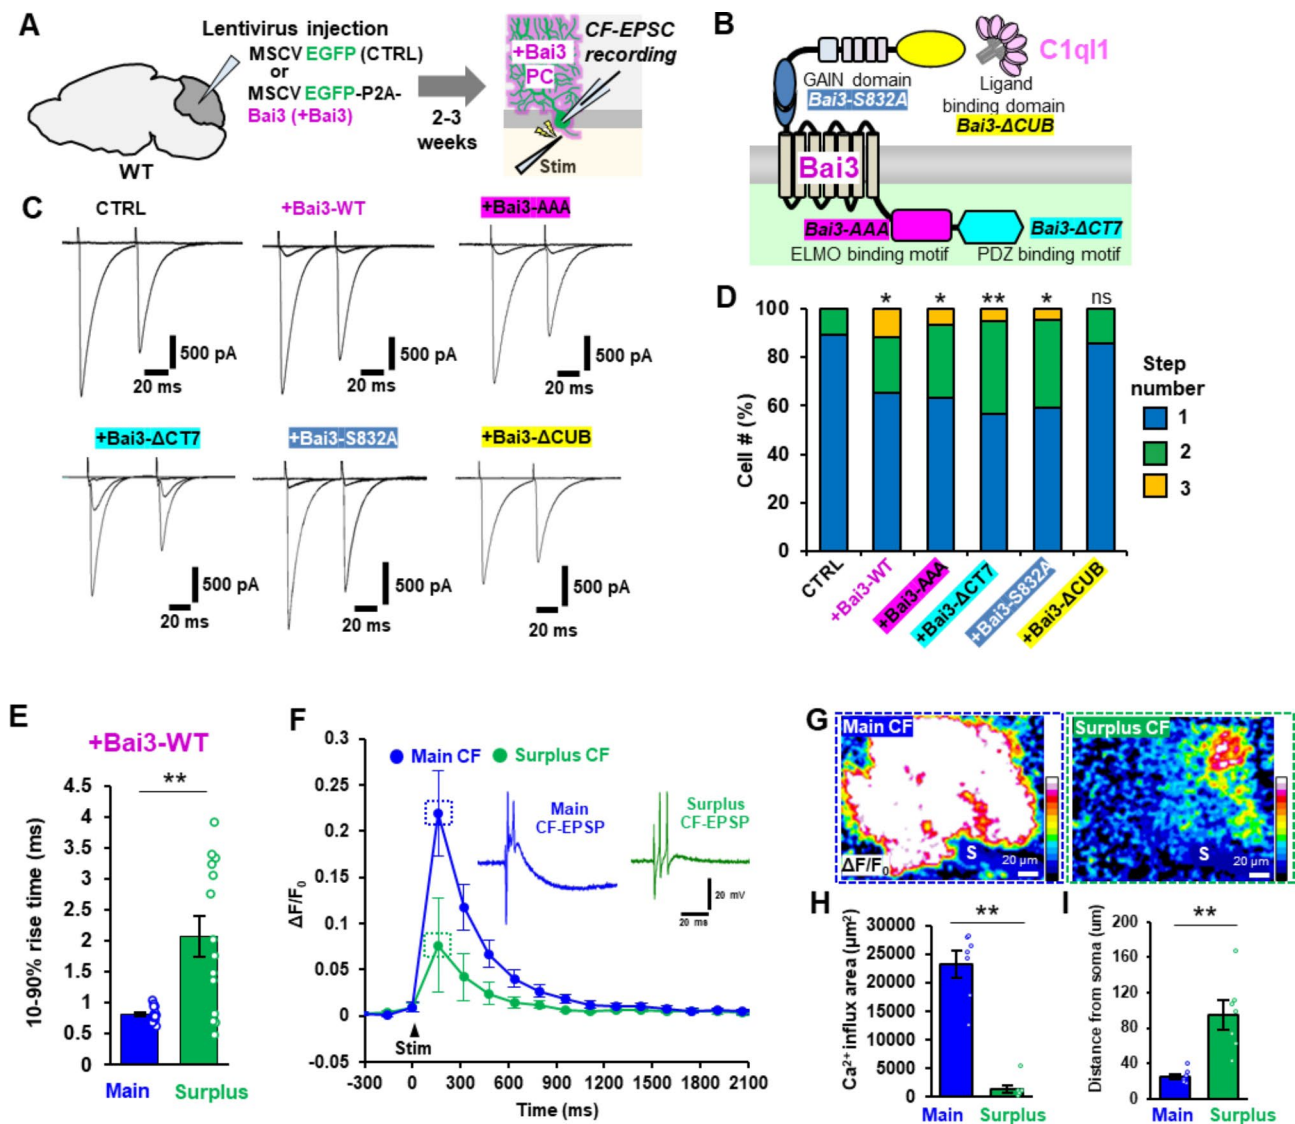 A
Lentivirus injection
MSCV EGFP (CTRL)
or
MSCV EGFP-P2A-
Bai3 (+Bai3)
WT
2-3
weeks
+Bai3
PC
CF-EPSC
recording
Stim
B
GAIN domain
Bai3-S832A
C1ql1
Ligand
binding domain
Bai3-ΔCUB
Bai3
Bai3-AAA
ELMO binding motif
Bai3-ΔCT7
PDZ binding motif
C
CTRL
500 pA
20 ms
+Bai3-WT
500 pA
20 ms
+Bai3-AAA
500 pA
20 ms
+Bai3-ΔCT7
500 pA
20 ms
+Bai3-S832A
500 pA
20 ms
+Bai3-ΔCUB
500 pA
20 ms
D
* * ** * ns
Cell # (%)
100
80
60
40
20
0
CTRL
+Bai3-WT
+Bai3-AAA
+Bai3-ΔCT7
+Bai3-S832A
+Bai3-ΔCUB
Step
number
1
2
3
E
+Bai3-WT
**
10-90% rise time (ms)
4.5
4
3.5
3
2.5
2
1.5
1
0.5
0
Main
Surplus
F
ΔF/F0
0.3
0.25
0.2
0.15
0.1
0.05
0
-0.05
Main CF
Surplus CF
Main
CF-EPSP
Surplus
CF-EPSP
20 mV
20 ms
Stim
-300 0 300 600 900 1200 1500 1800 2100
Time (ms)
G
Main CF
S
ΔF/F0
20 µm
Surplus CF
S
20 µm
H
**
Ca2+ influx area (µm2)
30000
25000
20000
15000
10000
5000
0
Main
Surplus
I
**
Distance from soma (um)
200
160
120
80
40
0
Main
Surplus